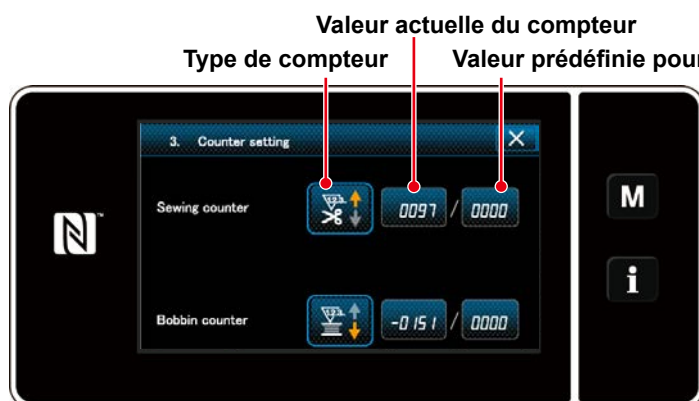 Valeur actuelle du compteur
Type de compteur Valeur prédéfinie pour
3. Counter setting
Sewing counter 0097 / 0000
M
i
Bobbin counter -0151 / 0000